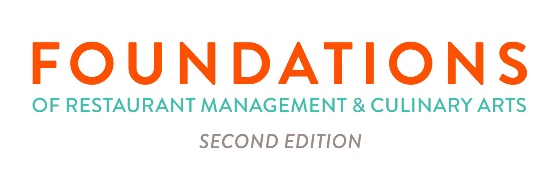 FOUNDATIONS
OF RESTAURANT MANAGEMENT & CULINARY ARTS
SECOND EDITION